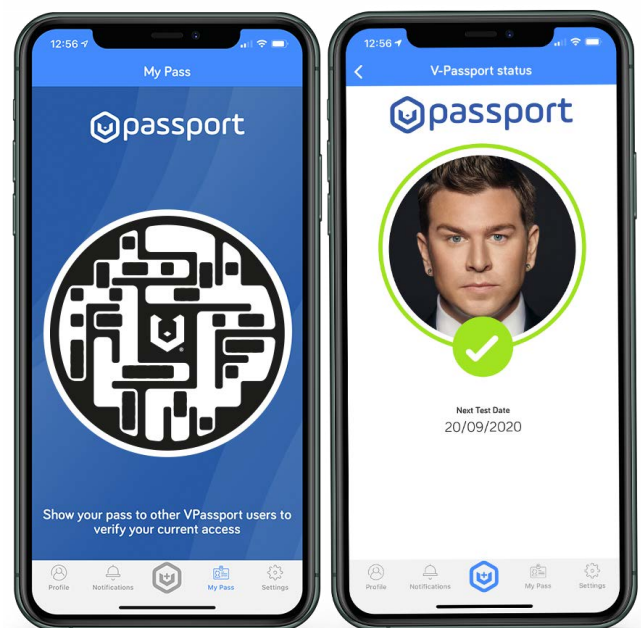 12:56
My Pass
passport
Show your pass to other VPassport users to
verify your current access
Profile
Notifications
My Pass
Settings
12:56
V-Passport status
passport
Next Test Date
20/09/2020
Profile
Notifications
My Pass
Settings